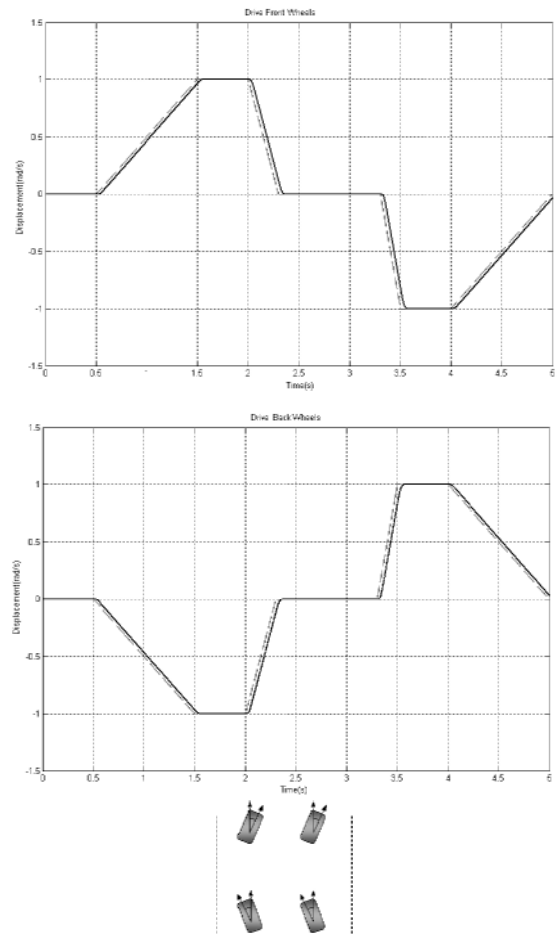 Drive Front Wheels
1.5
1
0.5
0
-0.5
-1
-1.5
Displacement(rad/s)
0 0.5 1.5 2 2.5 3 3.5 4 4.5 5
Time(s)
Drive Back Wheels
1.5
1
0.5
0
-0.5
-1
-1.5
Displacement(rad/s)
0 0.5 1 1.5 2 2.5 3 3.5 4 4.5 5
Time(s)